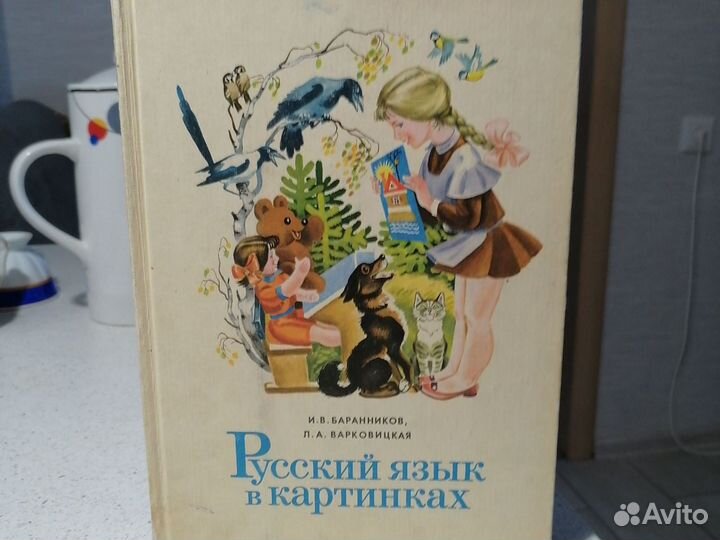 И.В.БАРАННИКОВ,
Л.А.ВАРКОВИЦКАЯ
Русский язык
в картинках
Avito